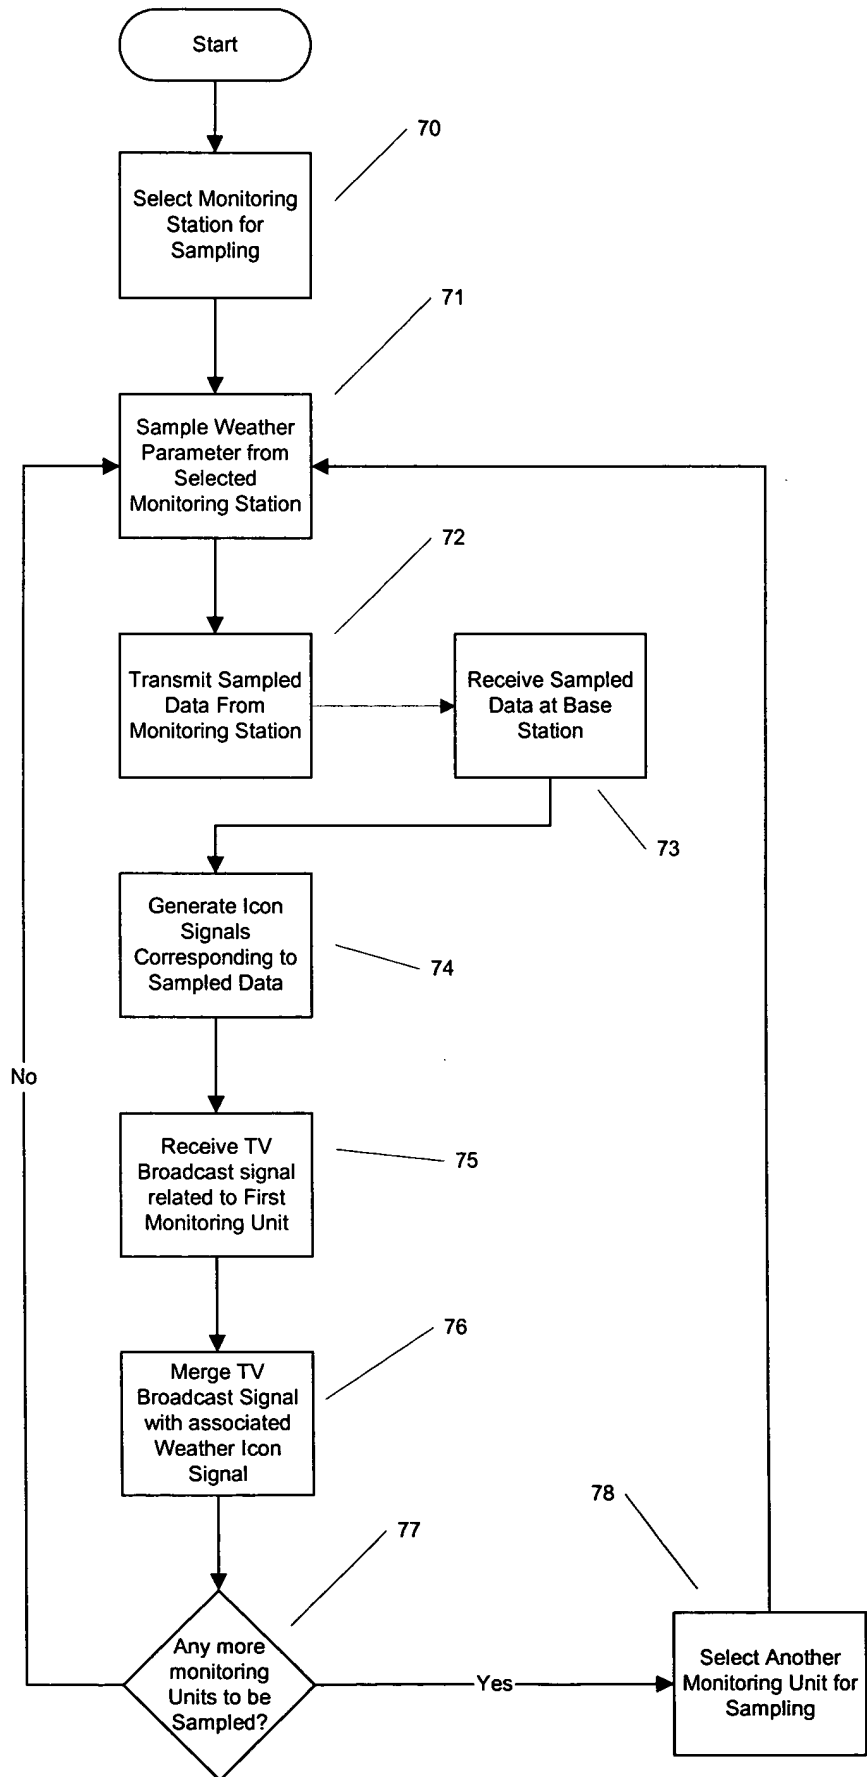 Start
70
Select Monitoring
Station for
Sampling
71
Sample Weather
Parameter from
Selected
Monitoring Station
72
Transmit Sampled
Data From
Monitoring Station
Receive Sampled
Data at Base
Station
73
Generate Icon
Signals
Corresponding to
Sampled Data
74
No
Receive TV
Broadcast signal
related to First
Monitoring Unit
75
76
Merge TV
Broadcast Signal
with associated
Weather Icon
Signal
77
78
Any more
monitoring
Units to be
Sampled?
Yes
Select Another
Monitoring Unit for
Sampling